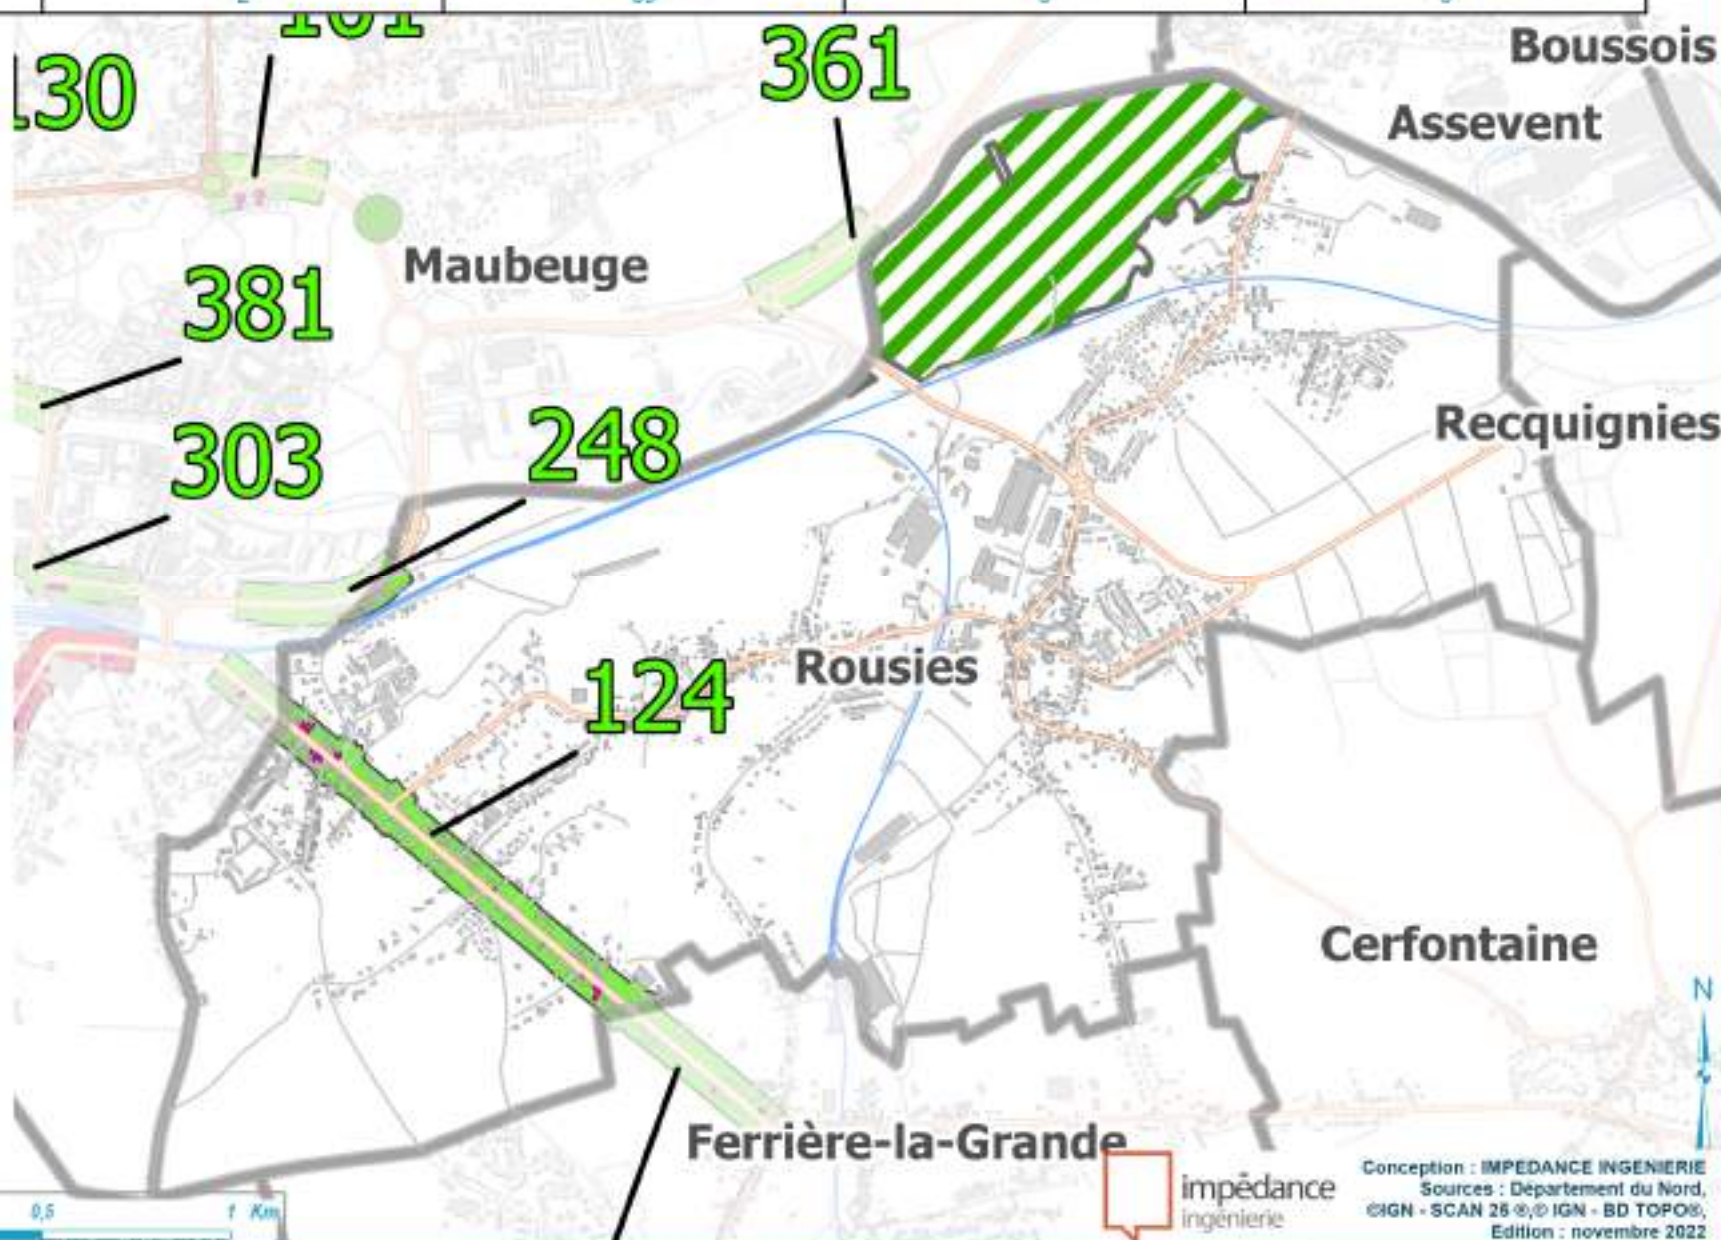 361
Boussois
130
Assevent
Maubeuge
381
303
248
Recquignies
124
Rousies
Cerfontaine
N
Ferrière-la-Grande
impédance
ingénierie
Conception : IMPEDANCE INGENIERIE
Sources : Département du Nord,
©IGN - SCAN 25 ®,© IGN - BD TOPO®,
Edition : novembre 2022
0,5 1 Km